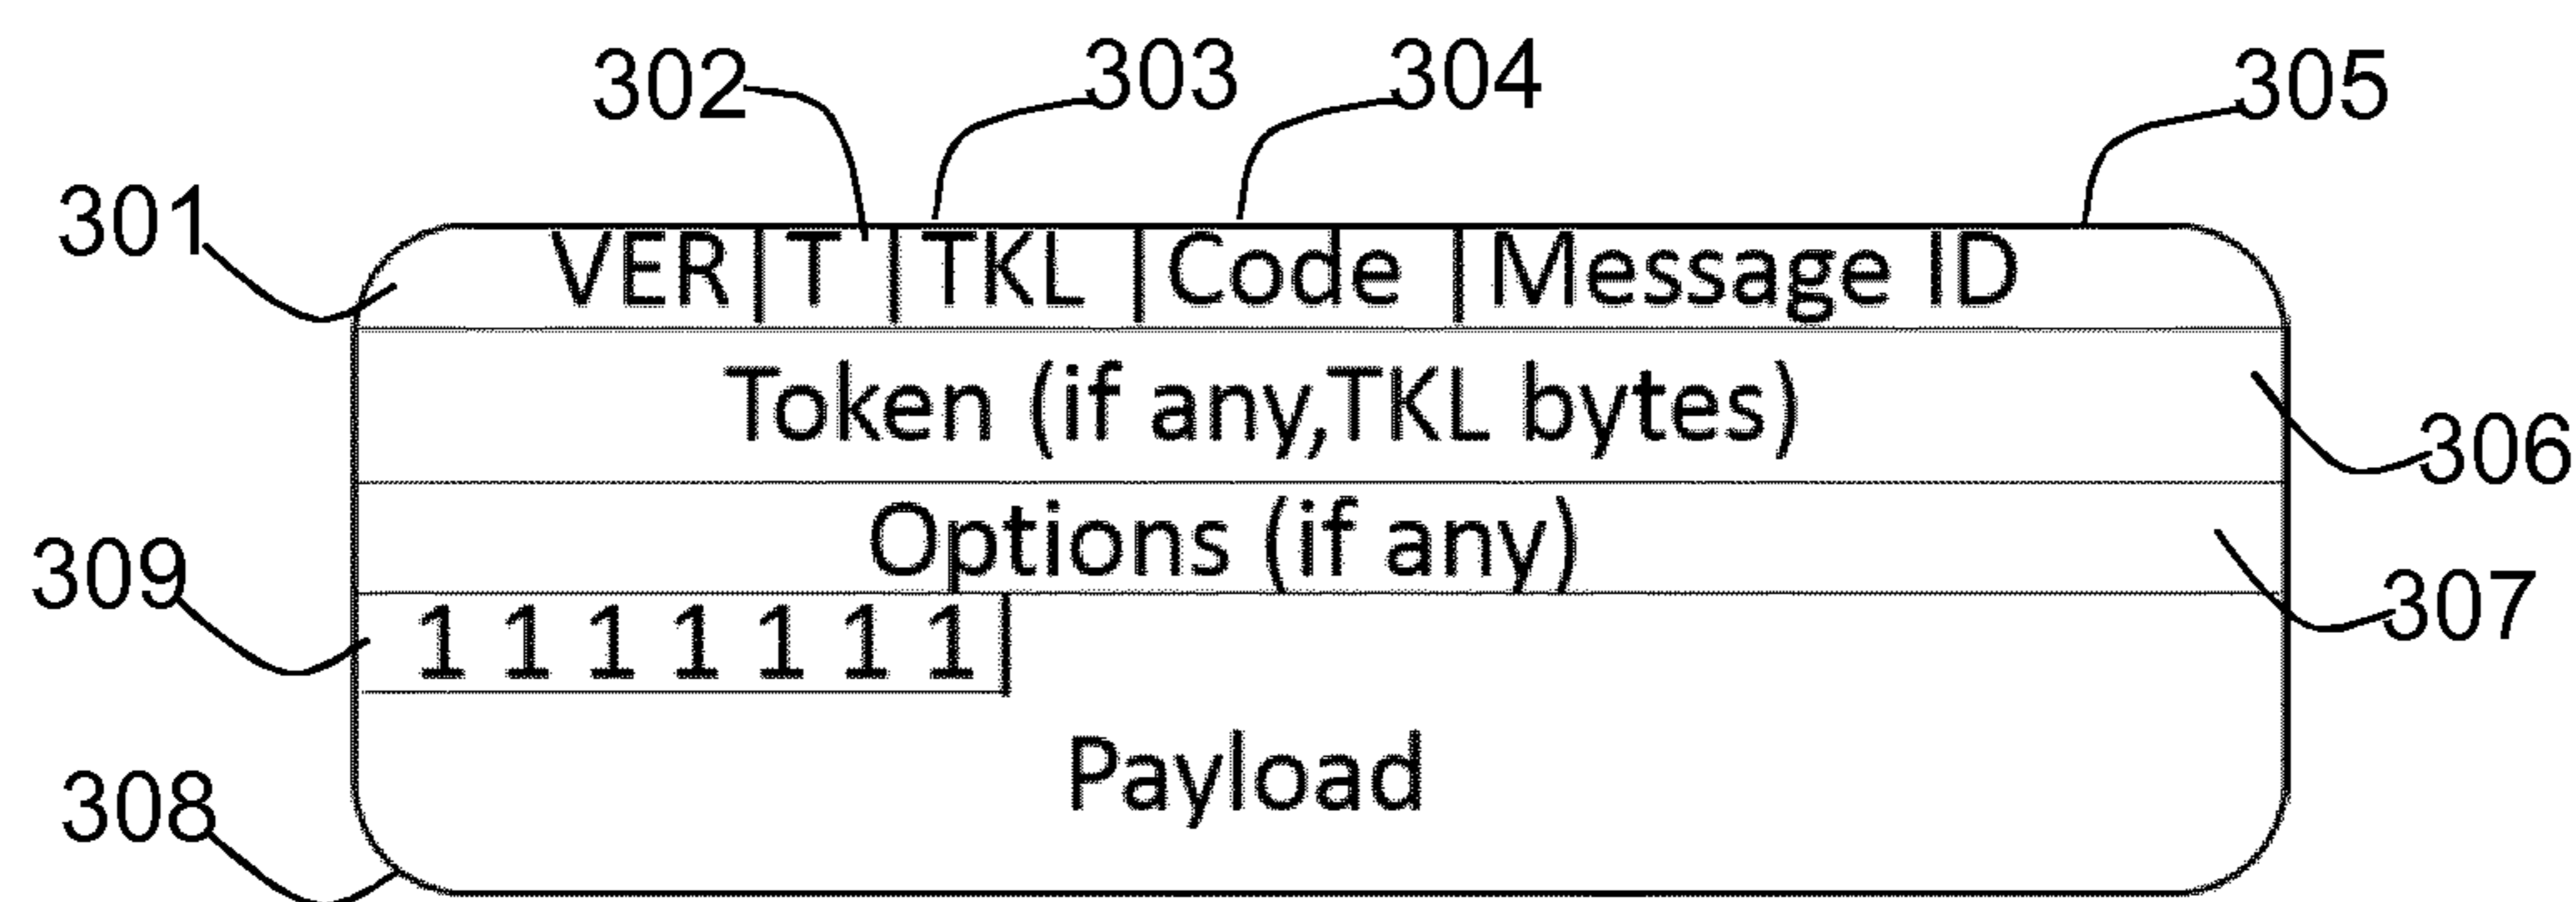 302 303 304 305
301
VER | T | TKL | Code | Message ID
Token (if any,TKL bytes)
306
Options (if any)
309 307
1 1 1 1 1 1 1
Payload
308